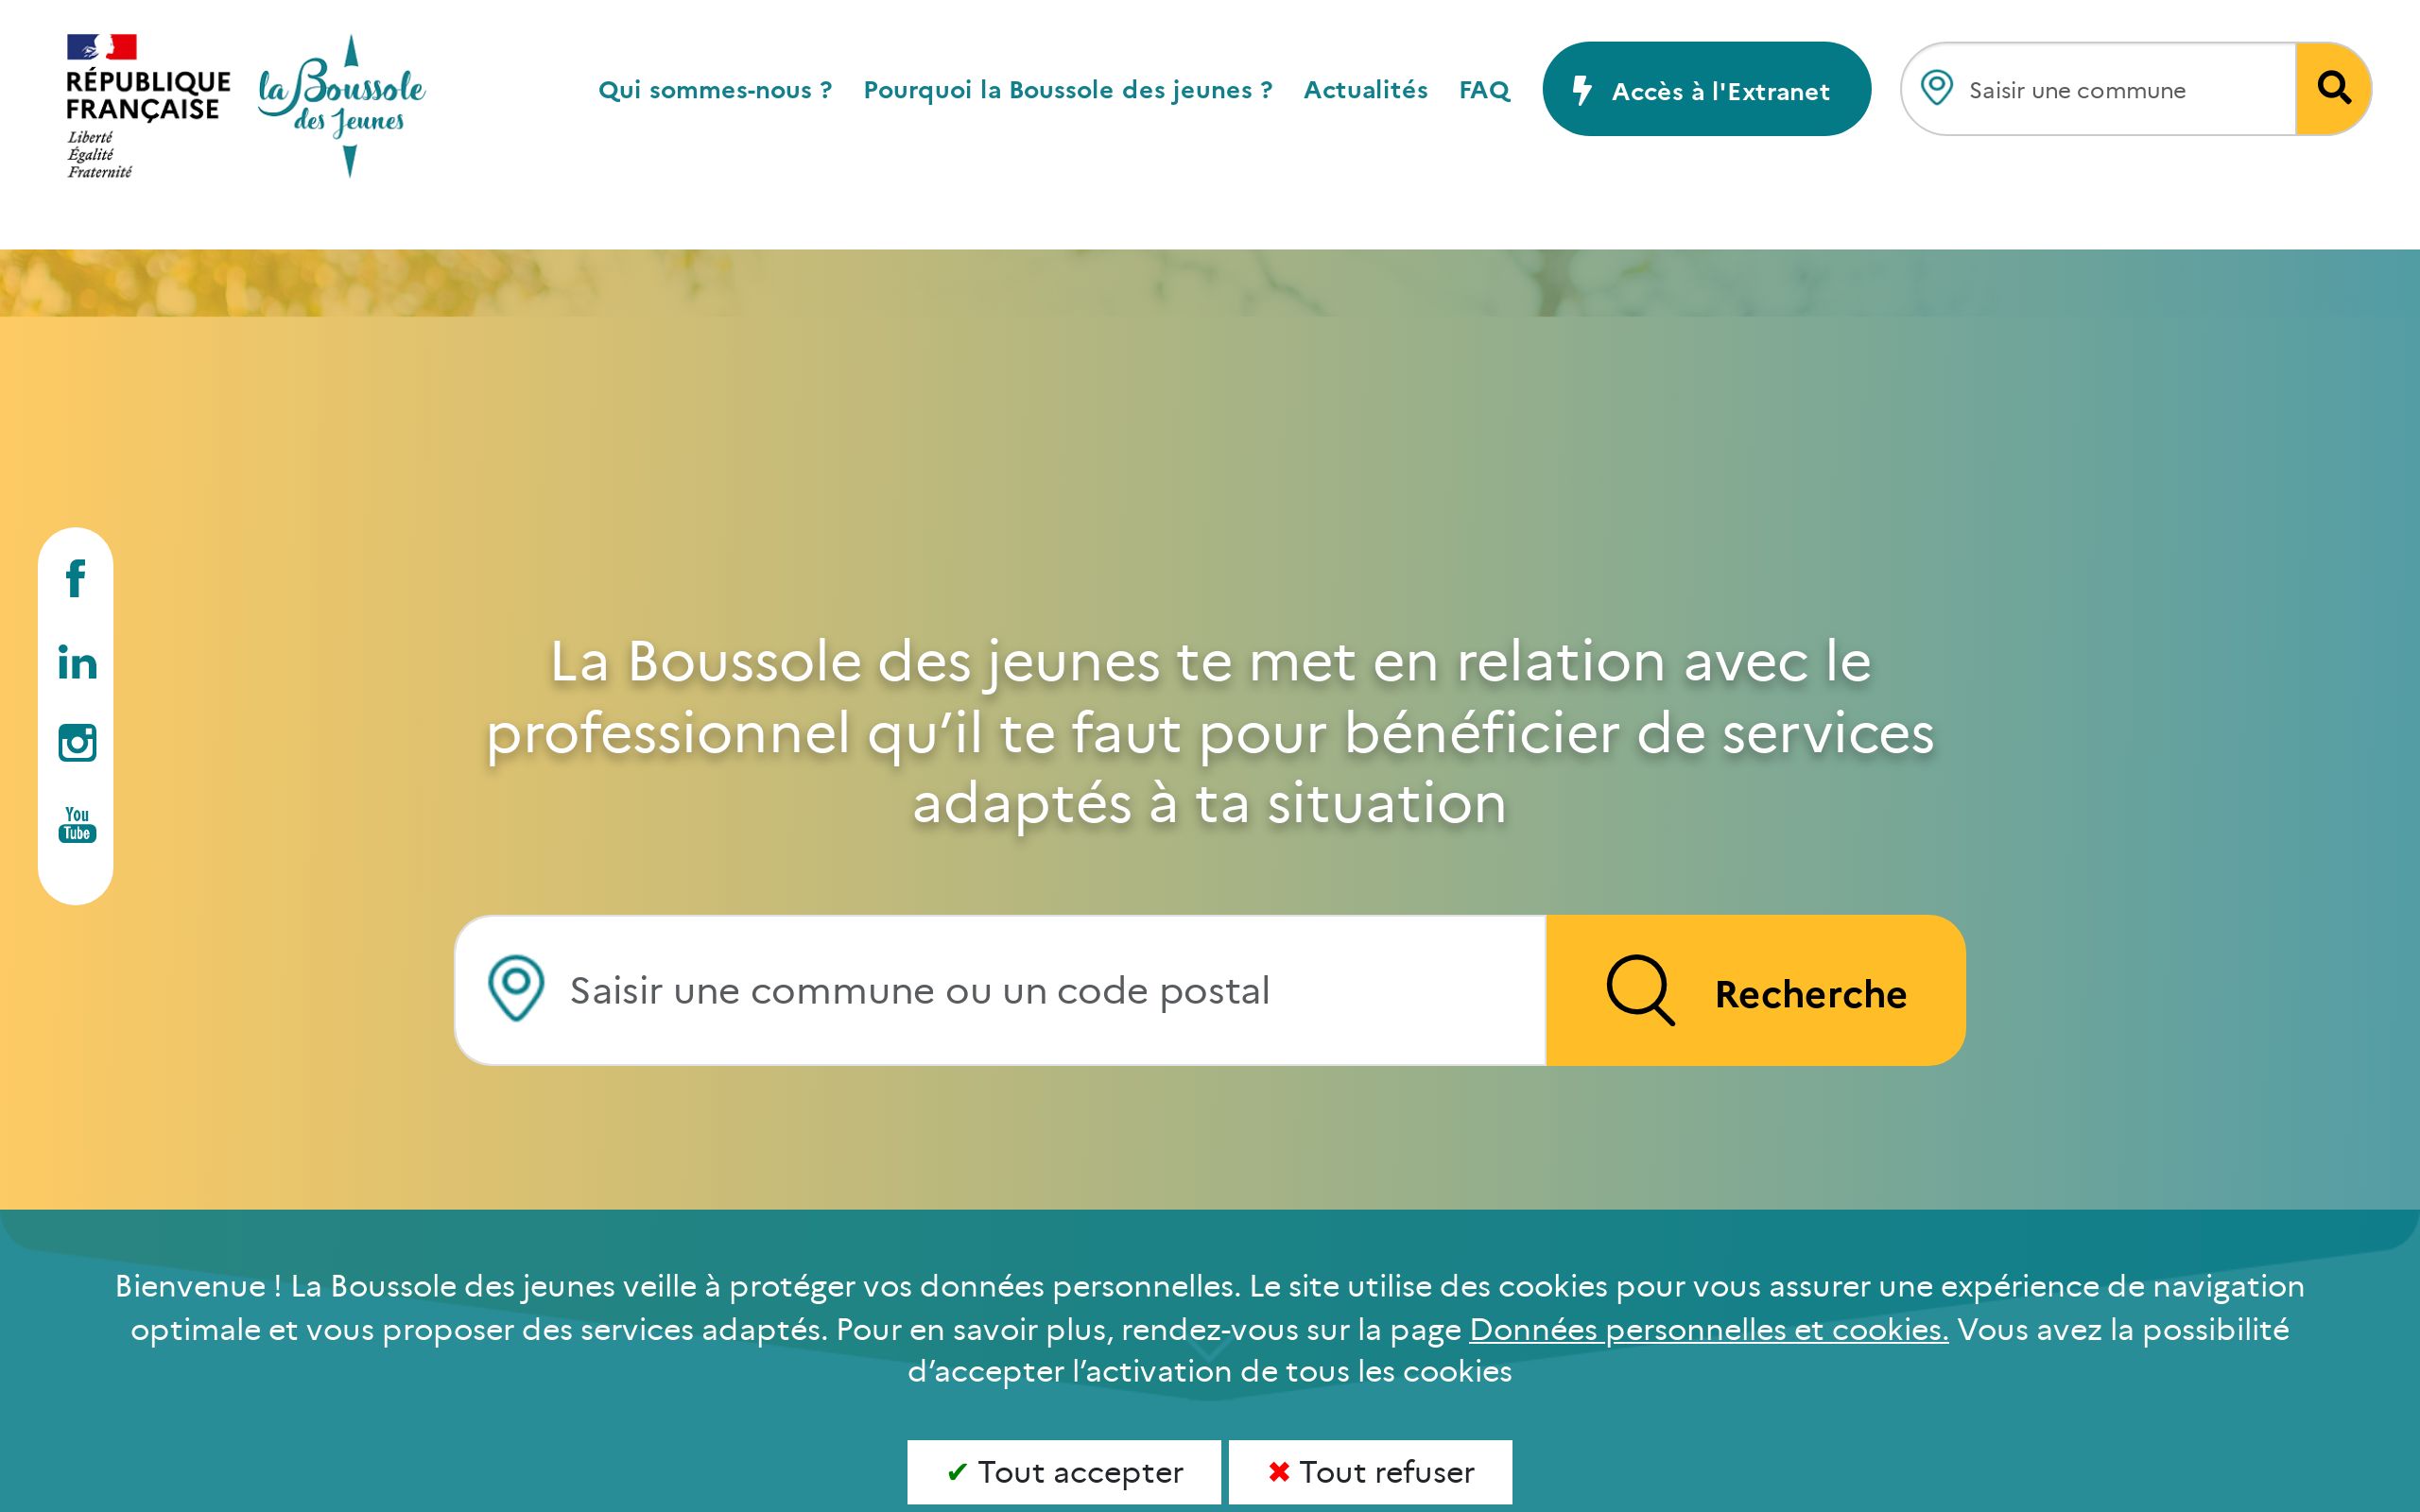 RÉPUBLIQUE
FRANÇAISE
Liberté
Égalité
Fraternité
la Boussole
des Jeunes
Qui sommes-nous ?
Pourquoi la Boussole des jeunes ?
Actualités
FAQ
Accès à l'Extranet
Saisir une commune
La Boussole des jeunes te met en relation avec le
professionnel qu’il te faut pour bénéficier de services
adaptés à ta situation
You
Tube
Saisir une commune ou un code postal
Recherche
Bienvenue ! La Boussole des jeunes veille à protéger vos données personnelles. Le site utilise des cookies pour vous assurer une expérience de navigation
optimale et vous proposer des services adaptés. Pour en savoir plus, rendez-vous sur la page Données personnelles et cookies. Vous avez la possibilité
d’accepter l’activation de tous les cookies
✔ Tout accepter
✖ Tout refuser